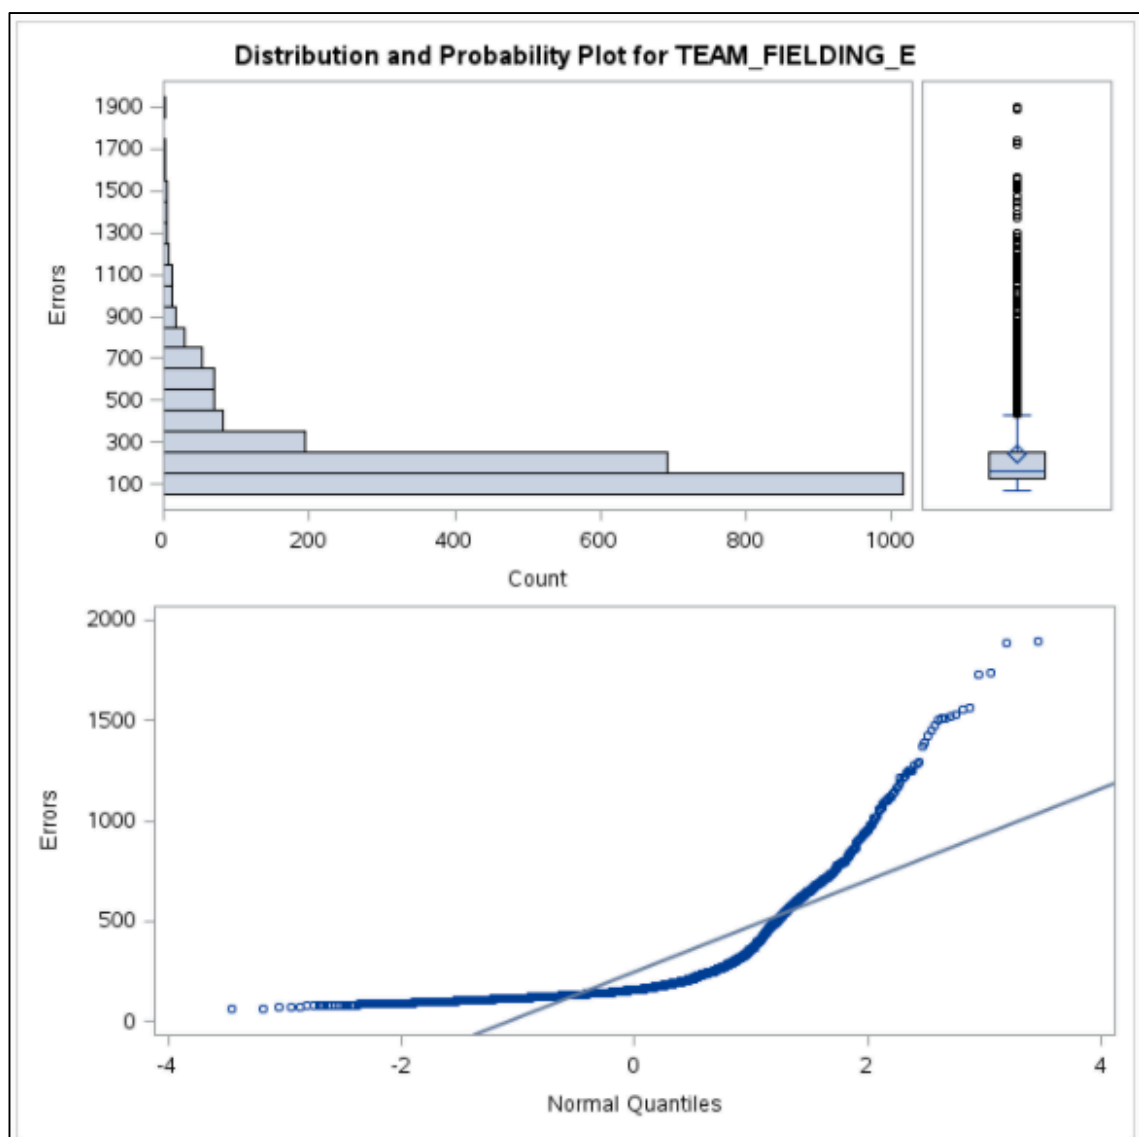 Distribution and Probability Plot for TEAM_FIELDING_E
1900
1700
1500
1300
1100
900
700
500
300
100
Errors
0 200 400 600 800 1000
Count
2000
1500
1000
500
0
Errors
-4 -2 0 2 4
Normal Quantiles